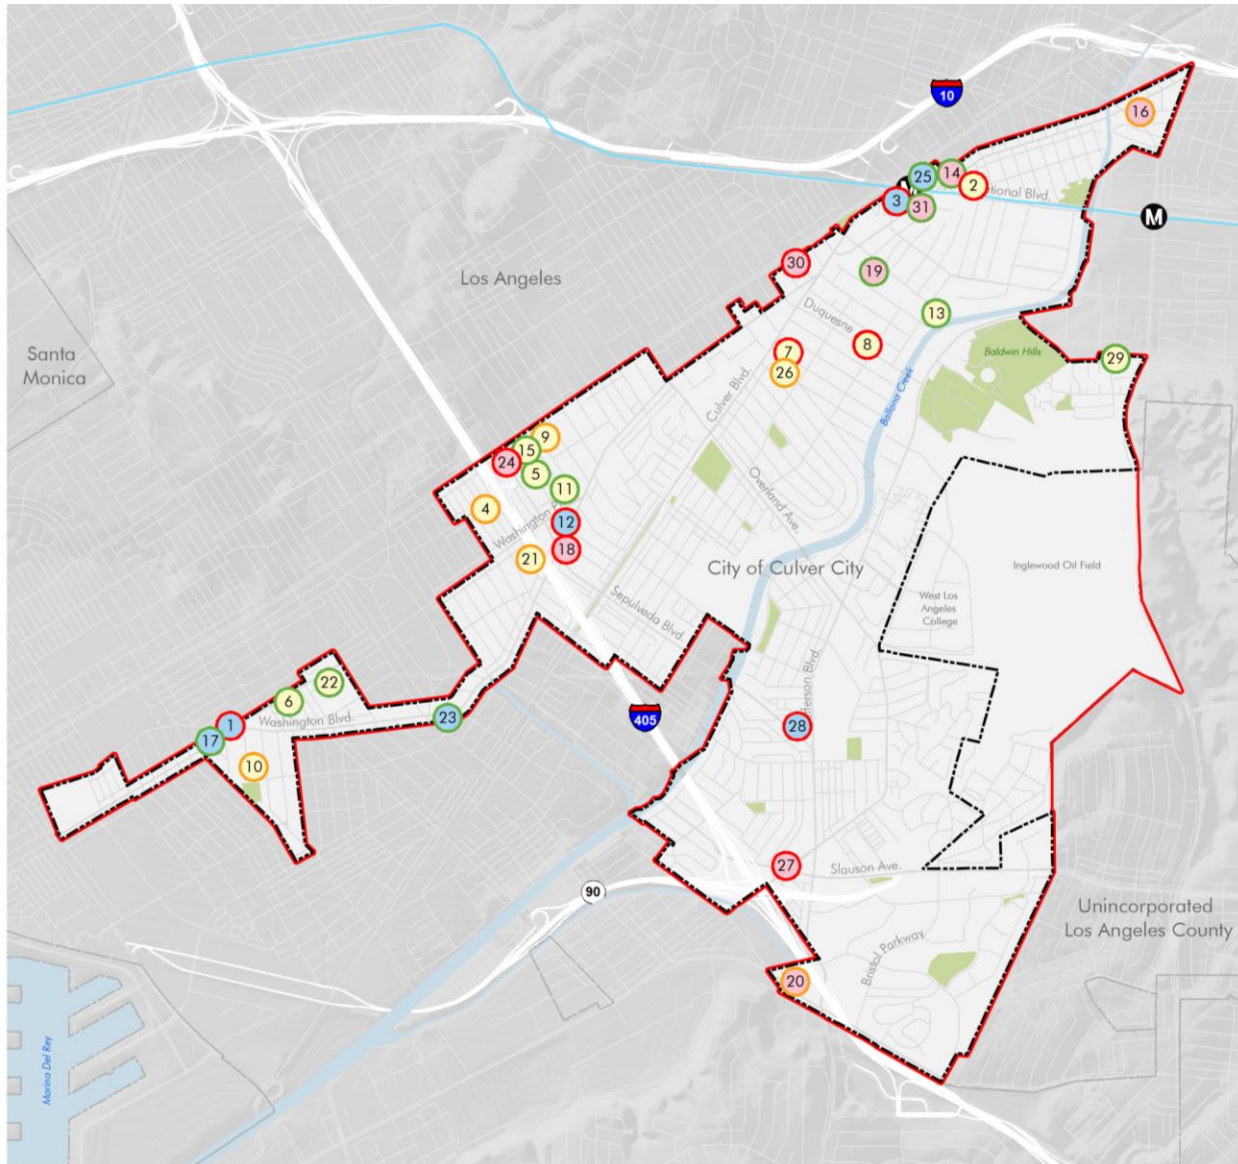 10
16
25
14
2
tional Blvd.
3
31
M
Los Angeles
30
19
Duquesne
13
Santa
Monica
7
8
Baldwin Hills
29
26
Culver Blvd.
Ballona Creek
9
15
24
5
11
Overland Ave.
4
Washington
12
18
21
City of Culver City
Inglewood Oil Field
West Los
Angeles
College
Sepulveda Blvd.
22
6
Washington Blvd.
23
1
17
10
405
fferson Blvd.
28
27
Slauson Ave.
90
Unincorporated
Los Angeles County
Bristol Parkway
20
Marina Del Rey